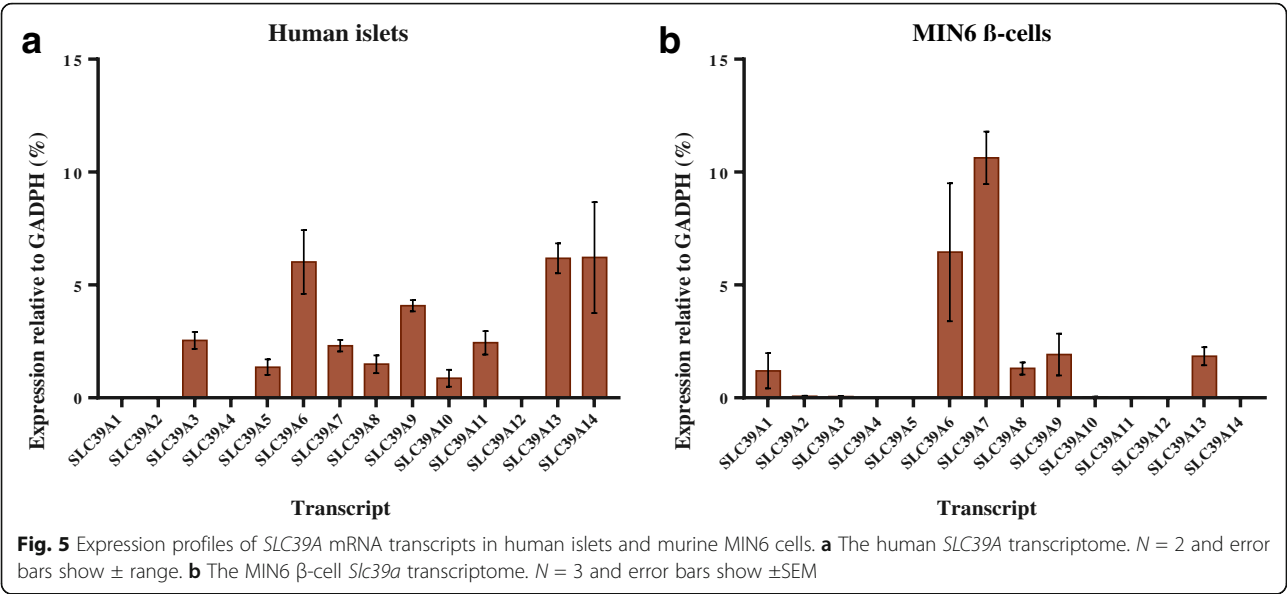 a
Human islets
15
10
5
0
Expression relative to GADPH (%)
SLC39A1
SLC39A2
SLC39A3
SLC39A4
SLC39A5
SLC39A6
SLC39A7
SLC39A8
SLC39A9
SLC39A10
SLC39A11
SLC39A12
SLC39A13
SLC39A14
Transcript
b
MIN6 ß-cells
15
10
5
0
Expression relative to GADPH (%)
SLC39A1
SLC39A2
SLC39A3
SLC39A4
SLC39A5
SLC39A6
SLC39A7
SLC39A8
SLC39A9
SLC39A10
SLC39A11
SLC39A12
SLC39A13
SLC39A14
Transcript
Fig. 5 Expression profiles of SLC39A mRNA transcripts in human islets and murine MIN6 cells. a The human SLC39A transcriptome. N = 2 and error
bars show ± range. b The MIN6 β-cell Slc39a transcriptome. N = 3 and error bars show ±SEM